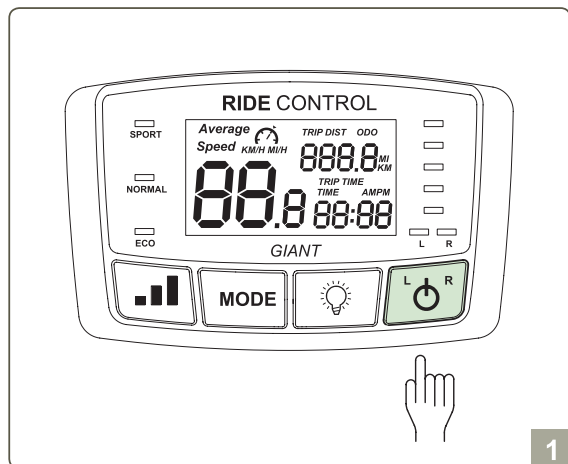 RIDE CONTROL
SPORT
NORMAL
ECO
Average
Speed KM/H MI/H
TRIP DIST ODO
888.8 MI
KM
TRIP TIME
TIME AMPM
88.8 88:88
L R
GIANT
MODE
L R
1